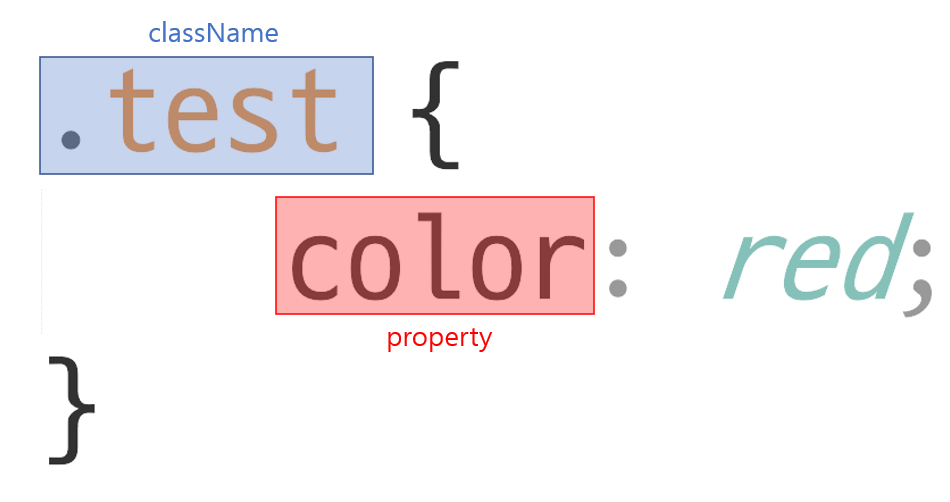 className
.test {
color: red;
property
}